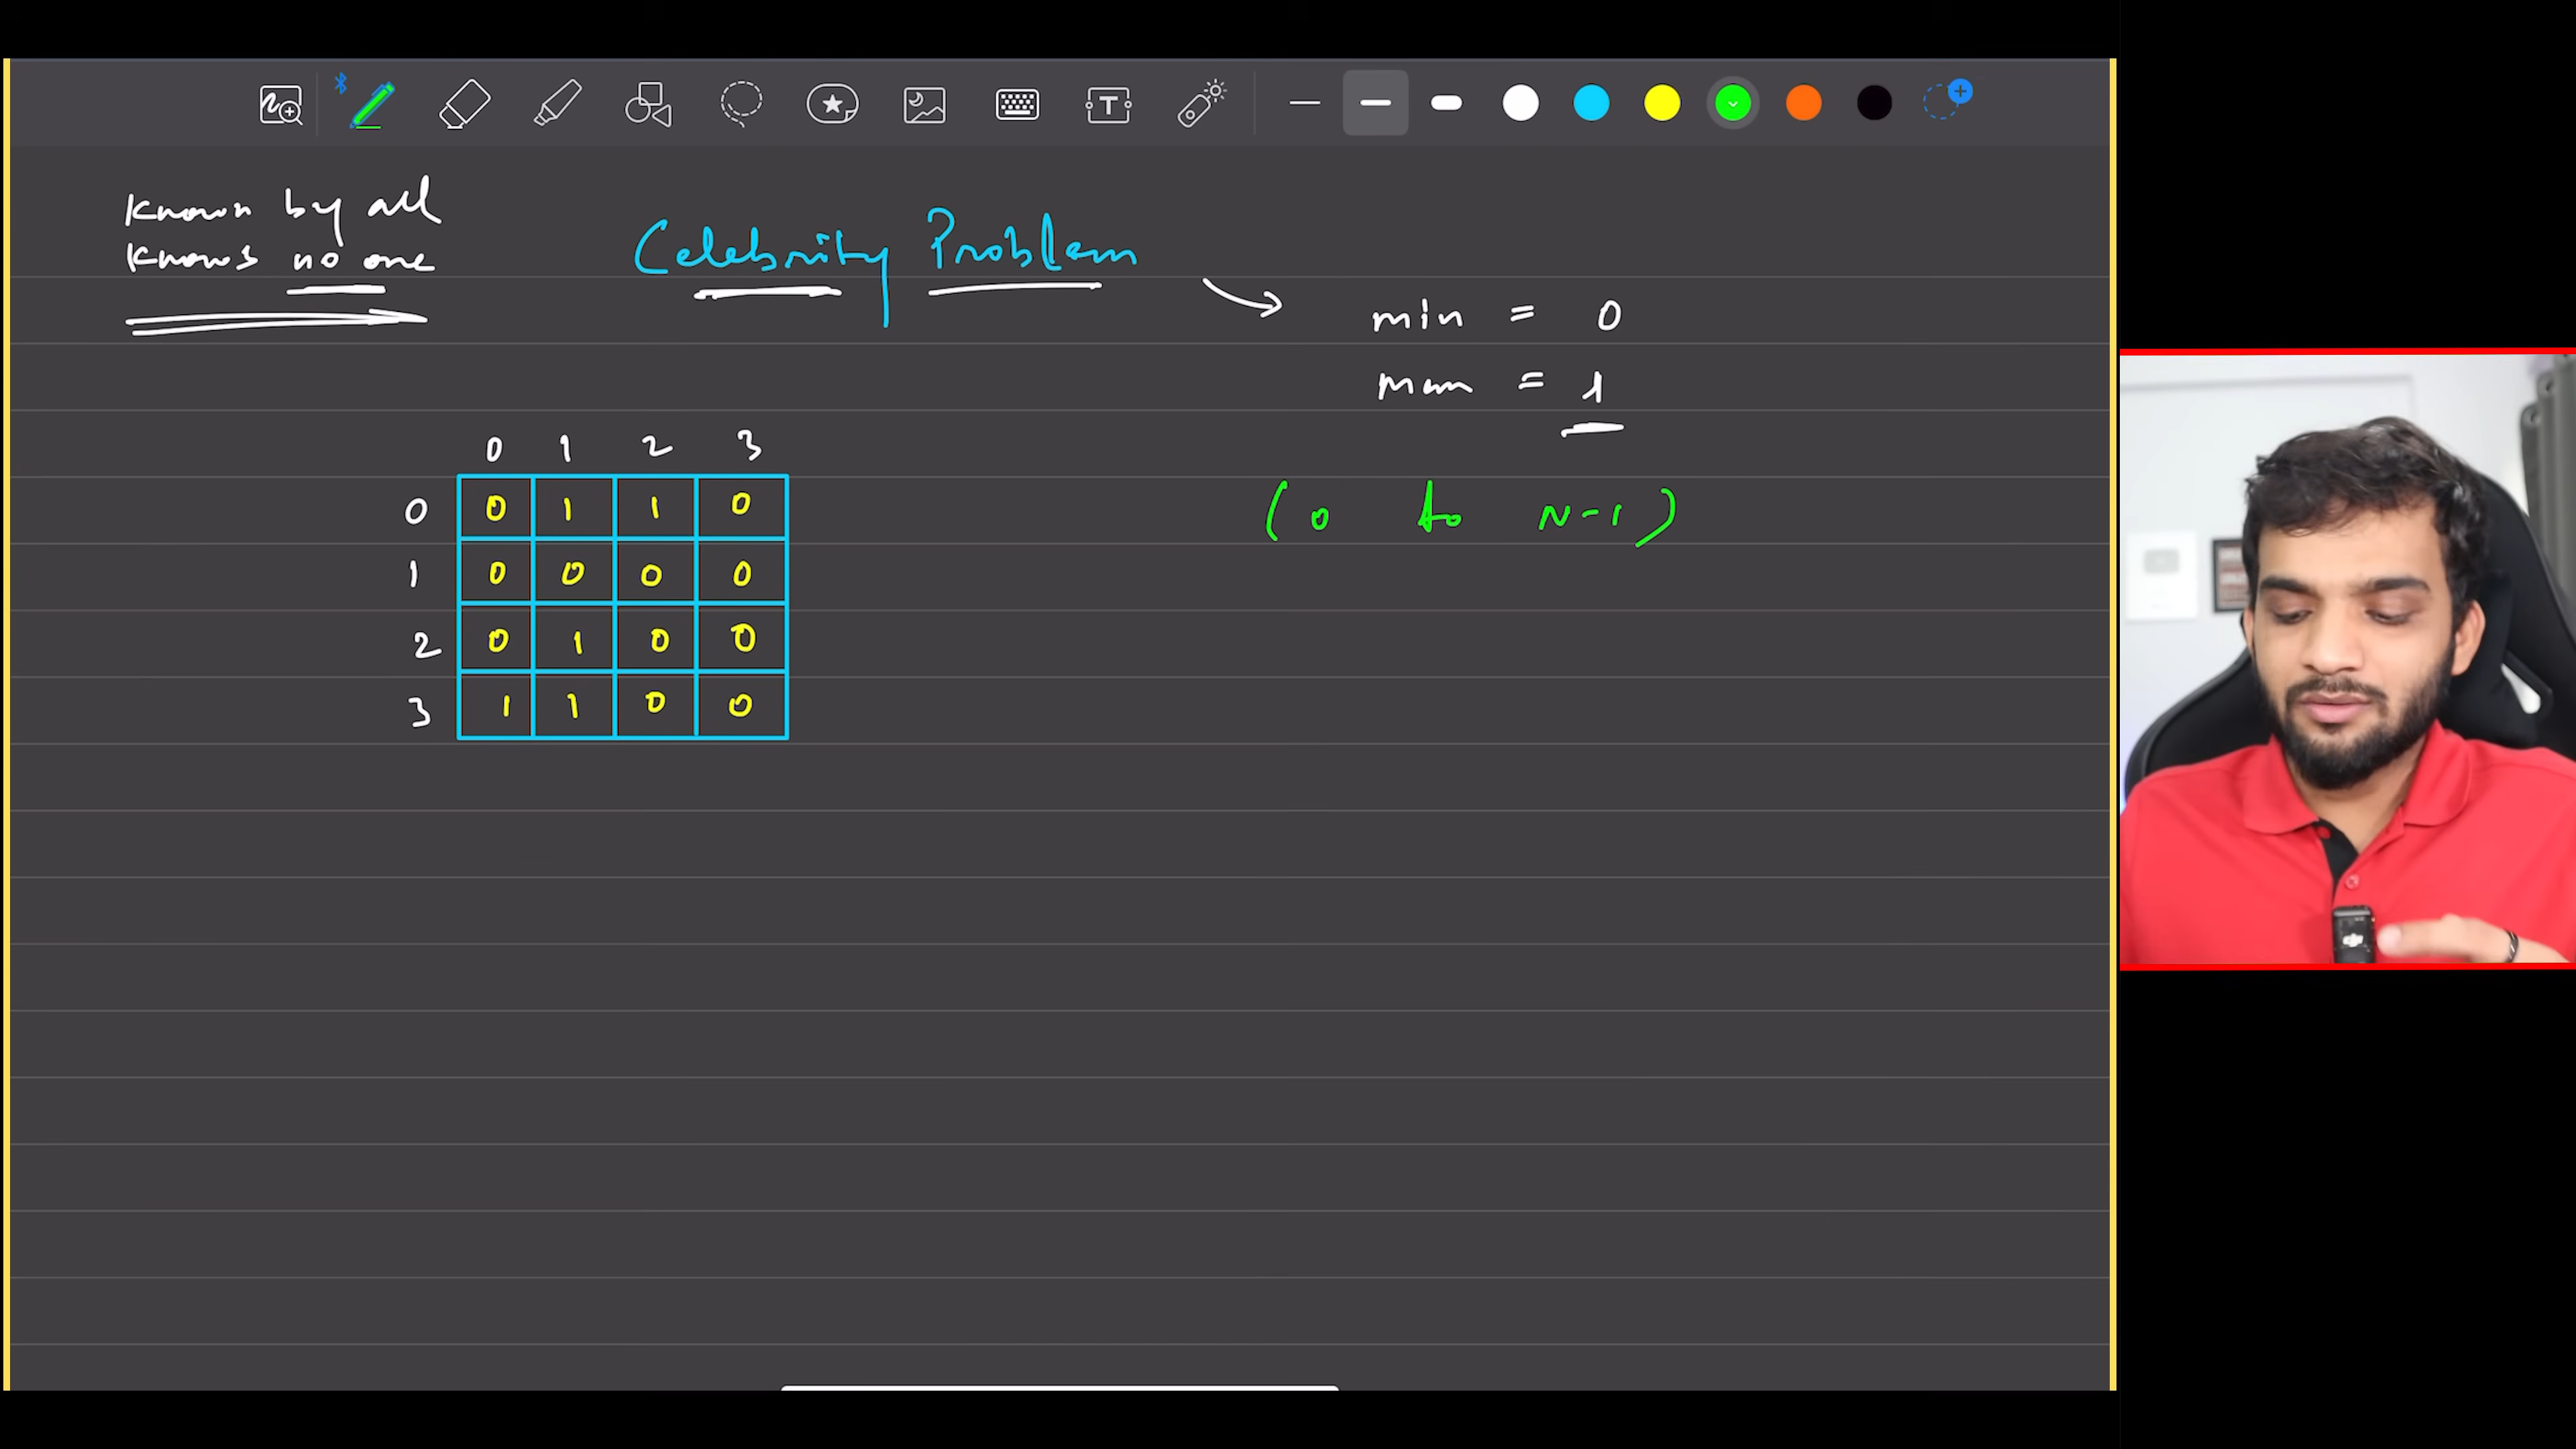 Known by all
Knows no one
Celebrity Problem
min = 0
max = 1
0 1 2 3
0 0 1 1 0
(0 to N-1)
1 0 0 0 0
2 0 1 0 0
3 1 1 0 0